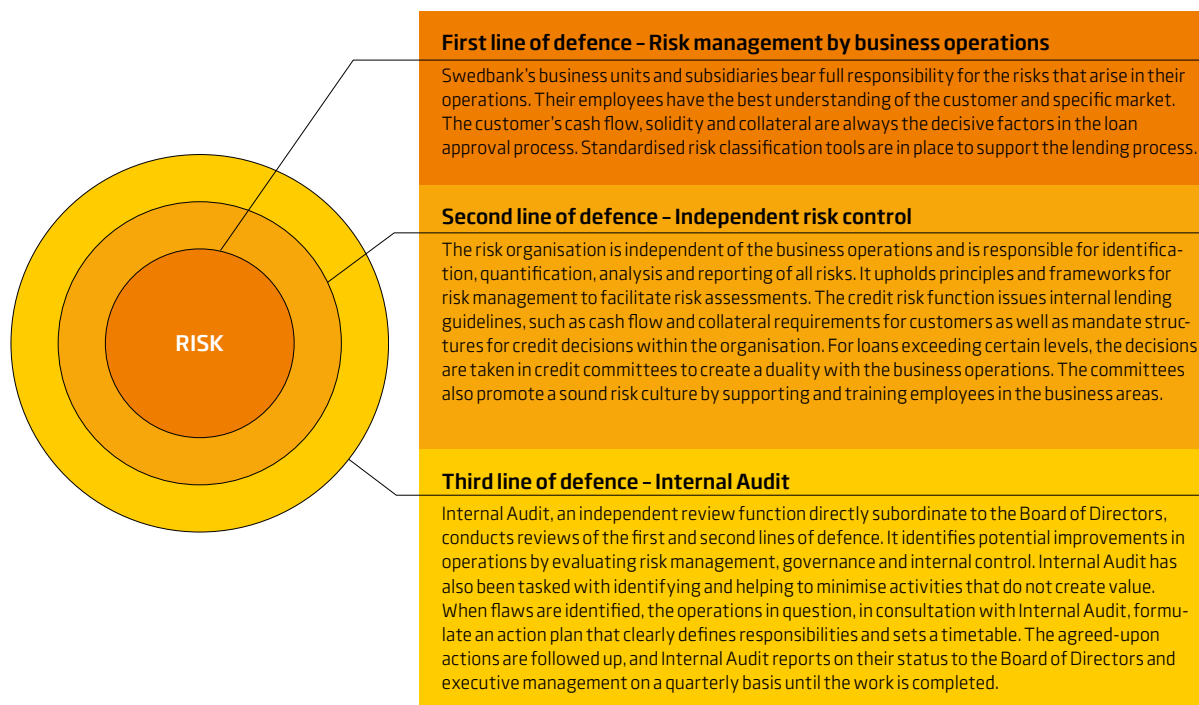 First line of defence – Risk management by business operations
Swedbank's business units and subsidiaries bear full responsibility for the risks that arise in their
operations. Their employees have the best understanding of the customer and specific market.
The customer's cash flow, solidity and collateral are always the decisive factors in the loan
approval process. Standardised risk classification tools are in place to support the lending process.
Second line of defence – Independent risk control
The risk organisation is independent of the business operations and is responsible for identifica-
tion, quantification, analysis and reporting of all risks. It upholds principles and frameworks for
risk management to facilitate risk assessments. The credit risk function issues internal lending
guidelines, such as cash flow and collateral requirements for customers as well as mandate struc-
tures for credit decisions within the organisation. For loans exceeding certain levels, the decisions
are taken in credit committees to create a duality with the business operations. The committees
also promote a sound risk culture by supporting and training employees in the business areas.
RISK
Third line of defence – Internal Audit
Internal Audit, an independent review function directly subordinate to the Board of Directors,
conducts reviews of the first and second lines of defence. It identifies potential improvements in
operations by evaluating risk management, governance and internal control. Internal Audit has
also been tasked with identifying and helping to minimise activities that do not create value.
When flaws are identified, the operations in question, in consultation with Internal Audit, formu-
late an action plan that clearly defines responsibilities and sets a timetable. The agreed-upon
actions are followed up, and Internal Audit reports on their status to the Board of Directors and
executive management on a quarterly basis until the work is completed.